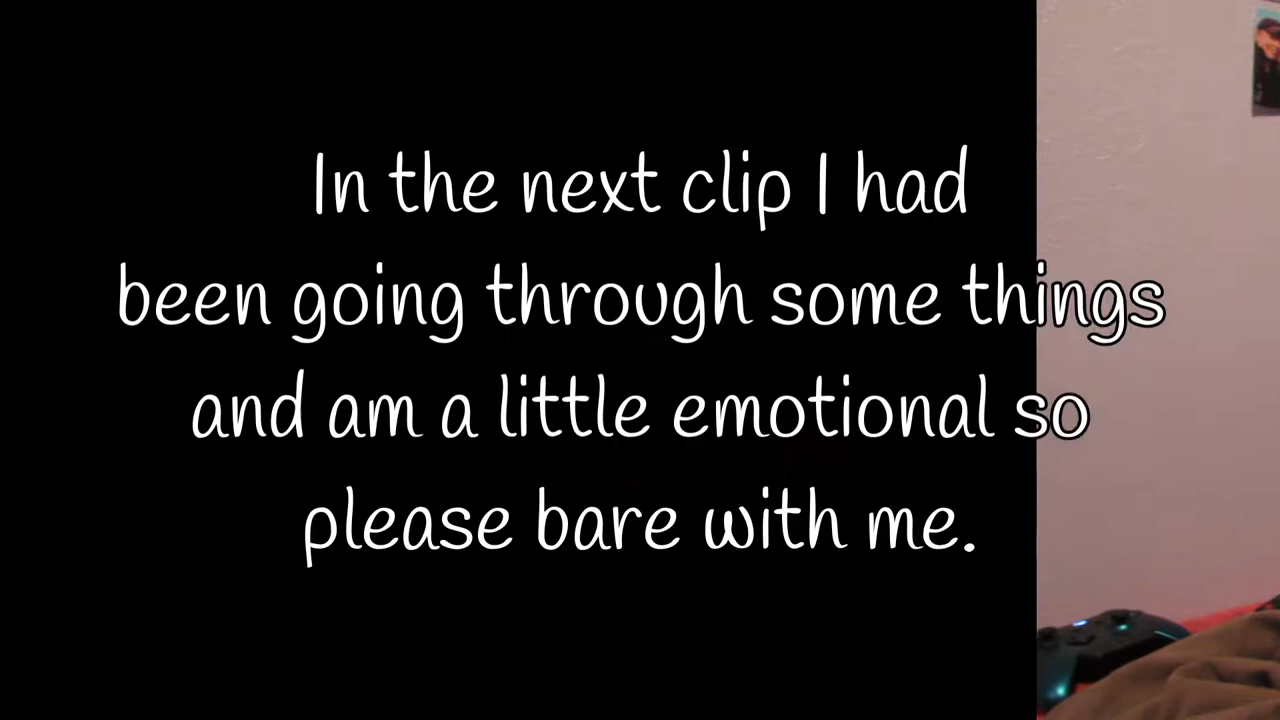 In the next clip I had
been going through some things
and am a little emotional so
please bare with me.